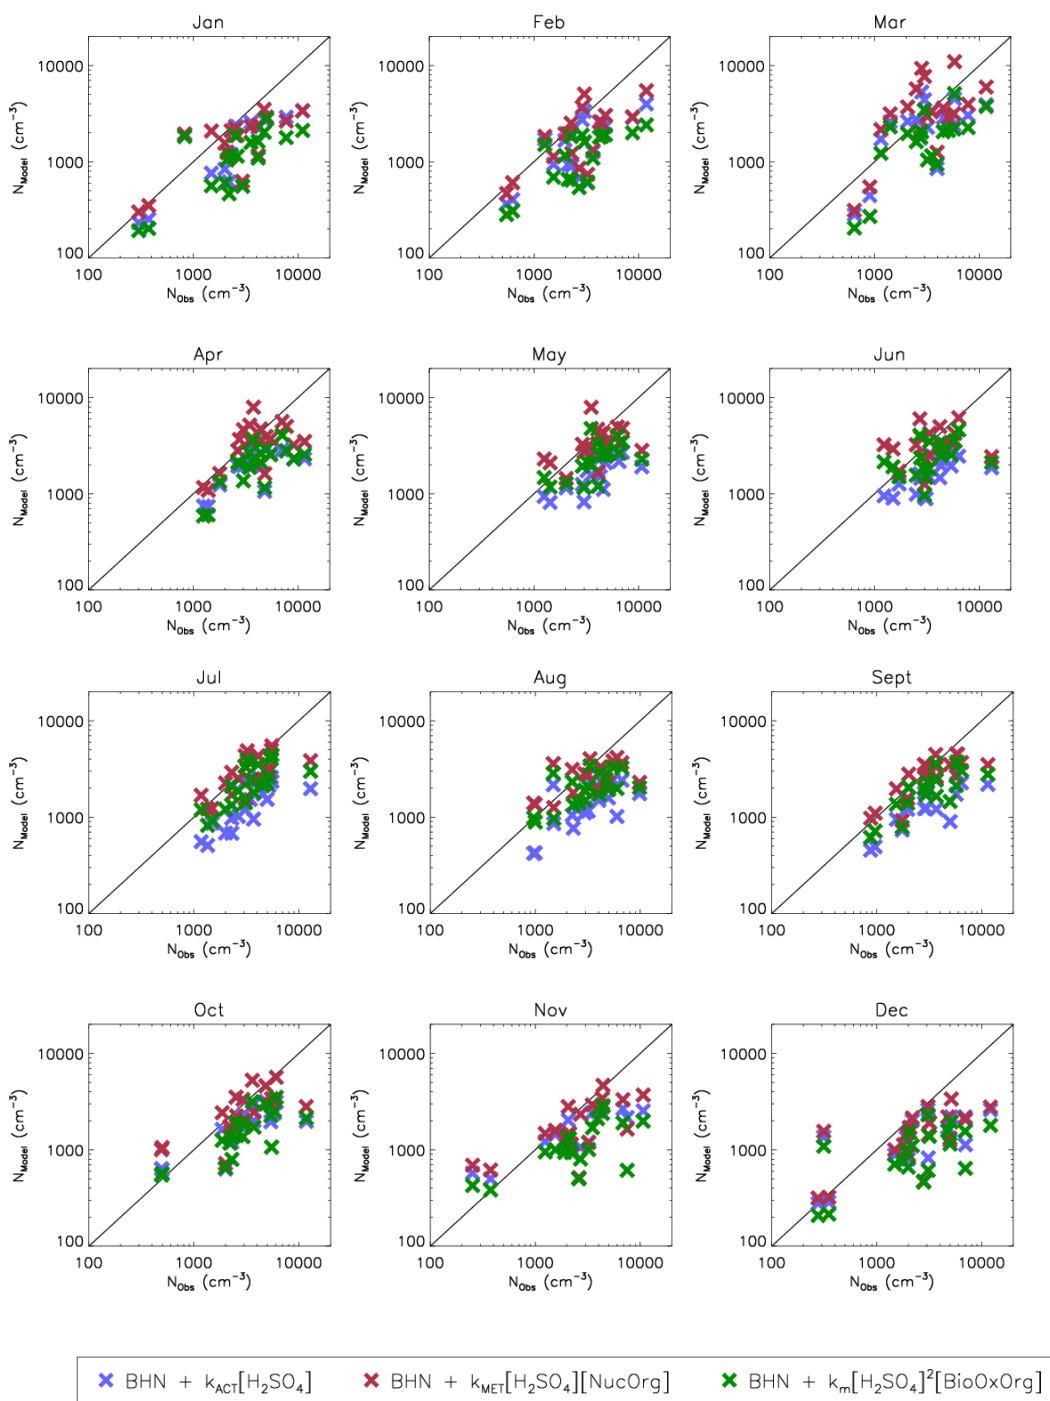 Jan
Feb
Mar
10000
1000
100
N_Model (cm⁻³)
100 1000 10000
N_Obs (cm⁻³)
10000
1000
100
N_Model (cm⁻³)
100 1000 10000
N_Obs (cm⁻³)
10000
1000
100
N_Model (cm⁻³)
100 1000 10000
N_Obs (cm⁻³)
Apr
May
Jun
10000
1000
100
N_Model (cm⁻³)
100 1000 10000
N_Obs (cm⁻³)
10000
1000
100
N_Model (cm⁻³)
100 1000 10000
N_Obs (cm⁻³)
10000
1000
100
N_Model (cm⁻³)
100 1000 10000
N_Obs (cm⁻³)
Jul
Aug
Sept
10000
1000
100
N_Model (cm⁻³)
100 1000 10000
N_Obs (cm⁻³)
10000
1000
100
N_Model (cm⁻³)
100 1000 10000
N_Obs (cm⁻³)
10000
1000
100
N_Model (cm⁻³)
100 1000 10000
N_Obs (cm⁻³)
Oct
Nov
Dec
10000
1000
100
N_Model (cm⁻³)
100 1000 10000
N_Obs (cm⁻³)
10000
1000
100
N_Model (cm⁻³)
100 1000 10000
N_Obs (cm⁻³)
10000
1000
100
N_Model (cm⁻³)
100 1000 10000
N_Obs (cm⁻³)
BHN + k_ACT[H₂SO₄]
BHN + k_MET[H₂SO₄][NucOrg]
BHN + k_m[H₂SO₄]²[BioOxOrg]